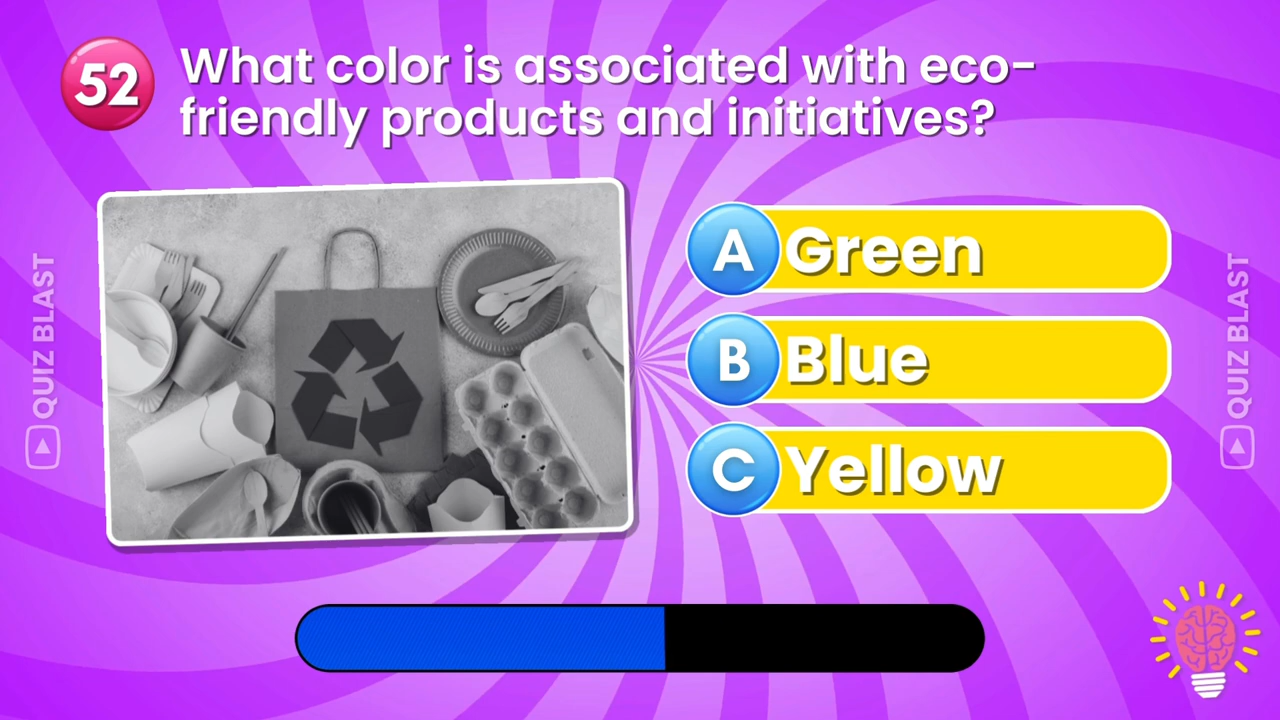 52
What color is associated with eco-
friendly products and initiatives?
A Green
B Blue
C Yellow
QUIZ BLAST
QUIZ BLAST